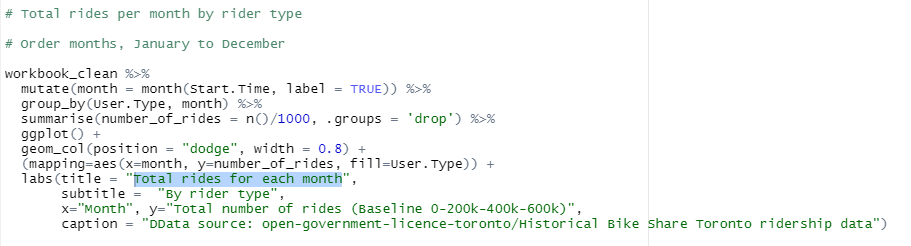 # Total rides per month by rider type
# Order months, January to December
workbook_clean %>%
mutate(month = month(Start.Time, label = TRUE)) %>%
group_by(User.Type, month) %>%
summarise(number_of_rides = n()/1000, .groups = 'drop') %>%
ggplot() +
geom_col(position = "dodge", width = 0.8) +
(mapping=aes(x=month, y=number_of_rides, fill=User.Type)) +
labs(title = "Total rides for each month",
subtitle =  "By rider type",
x="Month", y="Total number of rides (Baseline 0-200k-400k-600k)",
caption = "DData source: open-government-licence-toronto/Historical Bike Share Toronto ridership data")